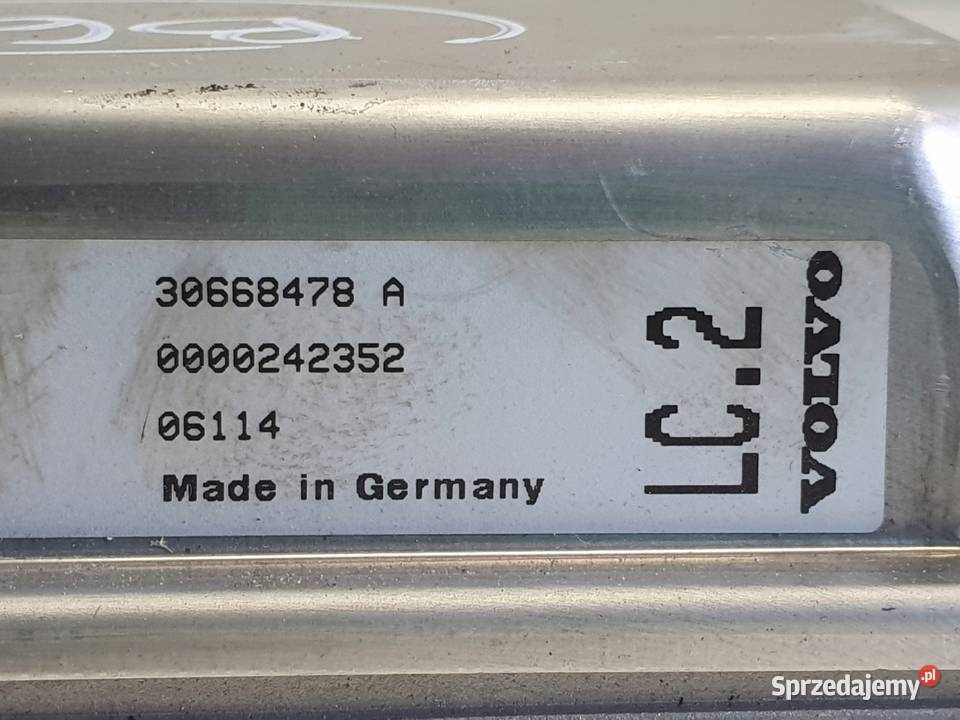 30668478 A
0000242352
06114
Made in Germany
LC.2
VOLVO
Sprzedajemy.pl